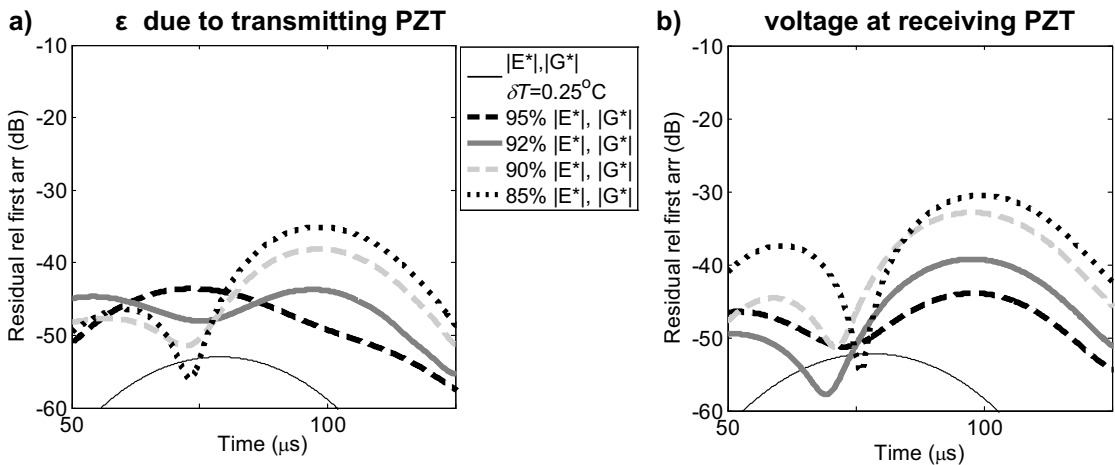 a) ε due to transmitting PZT
-10
-20
-30
-40
-50
-60
Residual rel first arr (dB)
50
100
Time (μs)
|E*|,|G*|
δT=0.25°C
95% |E*|, |G*|
92% |E*|, |G*|
90% |E*|, |G*|
85% |E*|, |G*|
b) voltage at receiving PZT
-10
-20
-30
-40
-50
-60
Residual rel first arr (dB)
50
100
Time (μs)